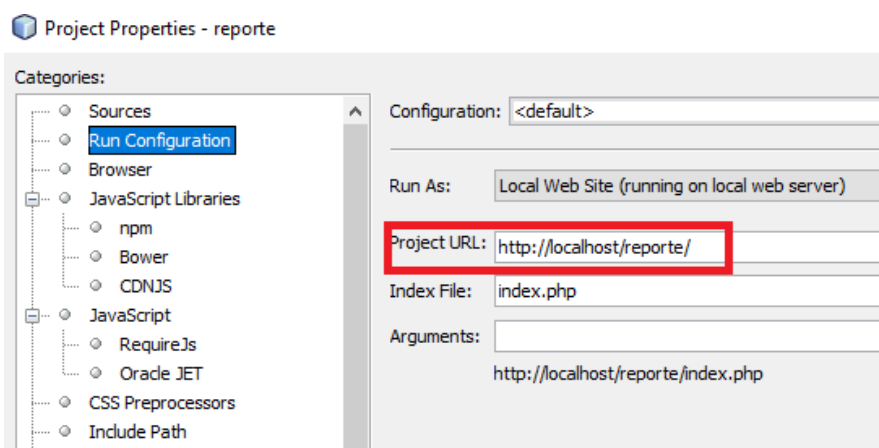 Project Properties - reporte
Categories:
Sources
Run Configuration
Browser
JavaScript Libraries
npm
Bower
CDNJS
JavaScript
RequireJs
Oracle JET
CSS Preprocessors
Include Path
Configuration: <default>
Run As: Local Web Site (running on local web server)
Project URL: http://localhost/reporte/
Index File: index.php
Arguments:
http://localhost/reporte/index.php